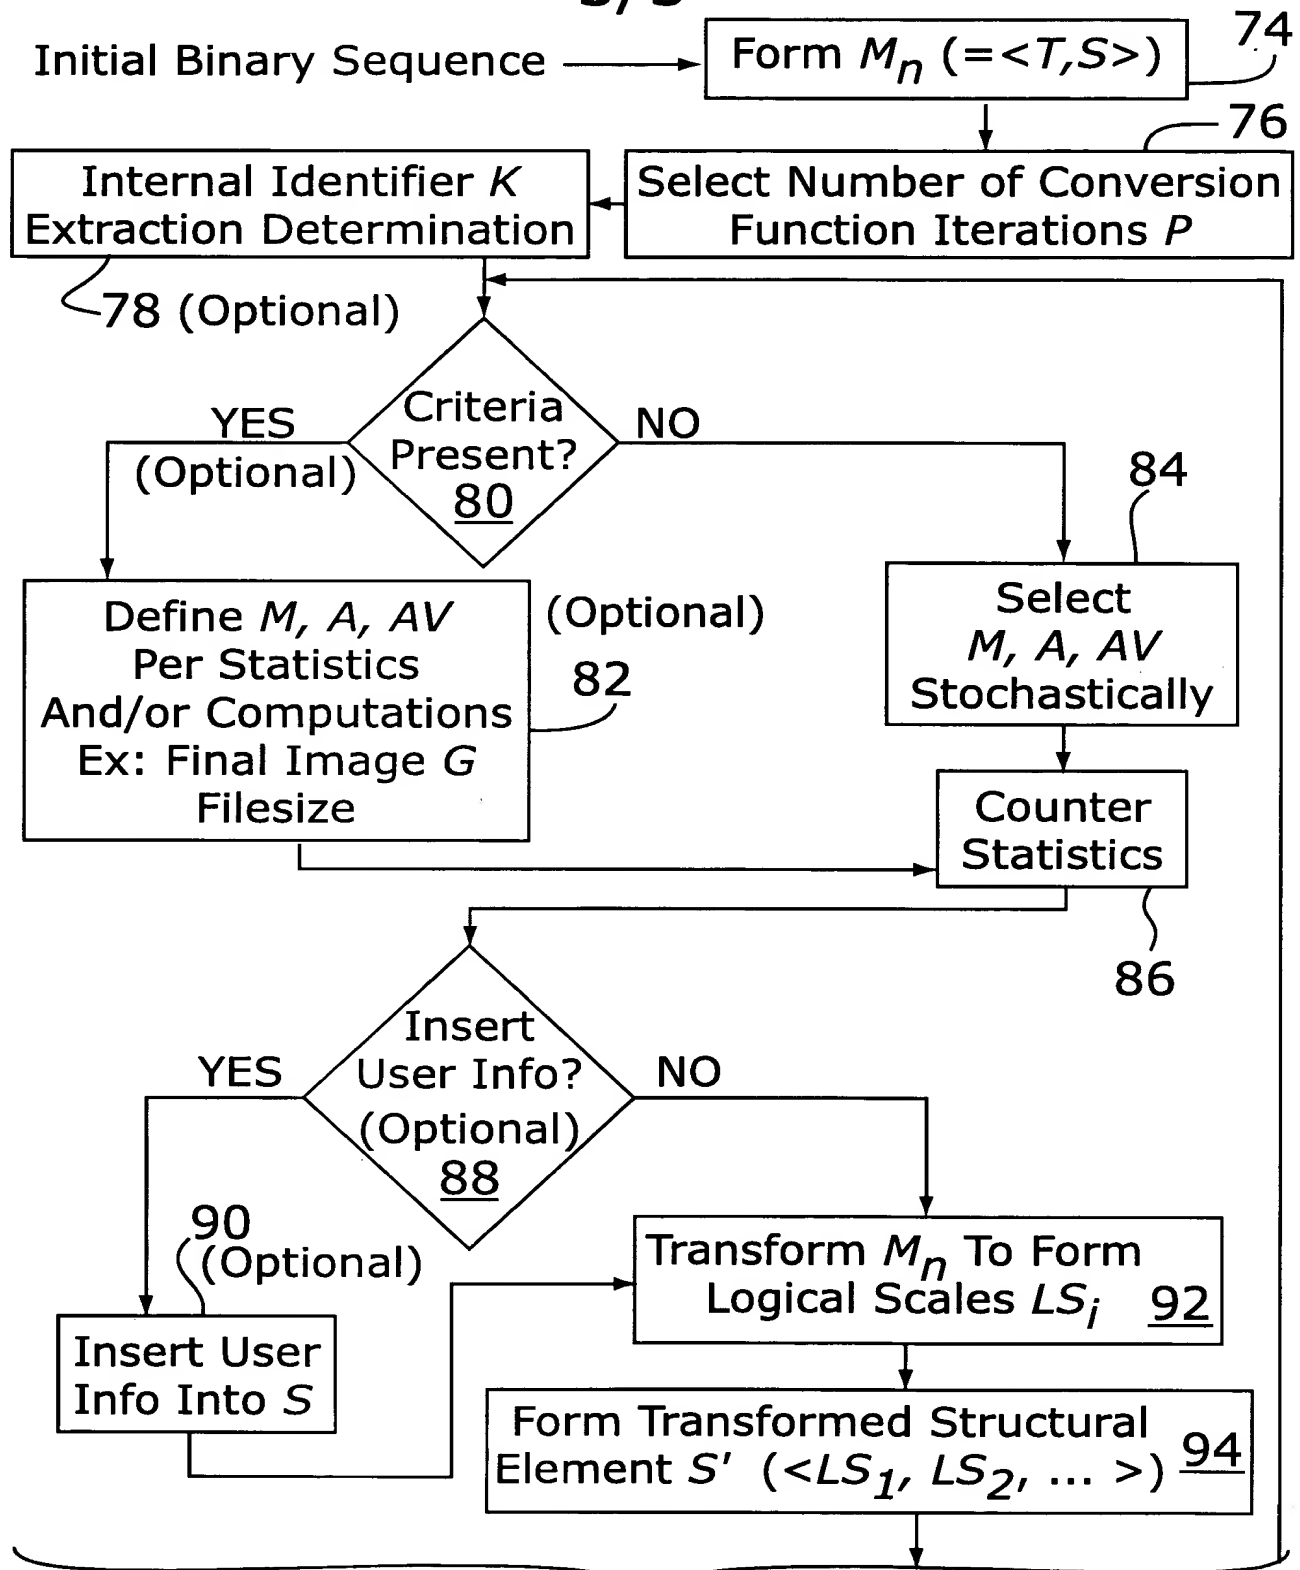 Initial Binary Sequence
Form Mn (=<T,S>)
74
76
Internal Identifier K
Extraction Determination
Select Number of Conversion
Function Iterations P
78 (Optional)
Criteria
Present?
80
YES
(Optional)
NO
84
Define M, A, AV
Per Statistics
And/or Computations
Ex: Final Image G
Filesize
(Optional)
82
Select
M, A, AV
Stochastically
Counter
Statistics
86
Insert
User Info?
(Optional)
88
YES
NO
90
(Optional)
Insert User
Info Into S
Transform Mn To Form
Logical Scales LSi 92
Form Transformed Structural
Element S' (<LS1, LS2, ... >) 94